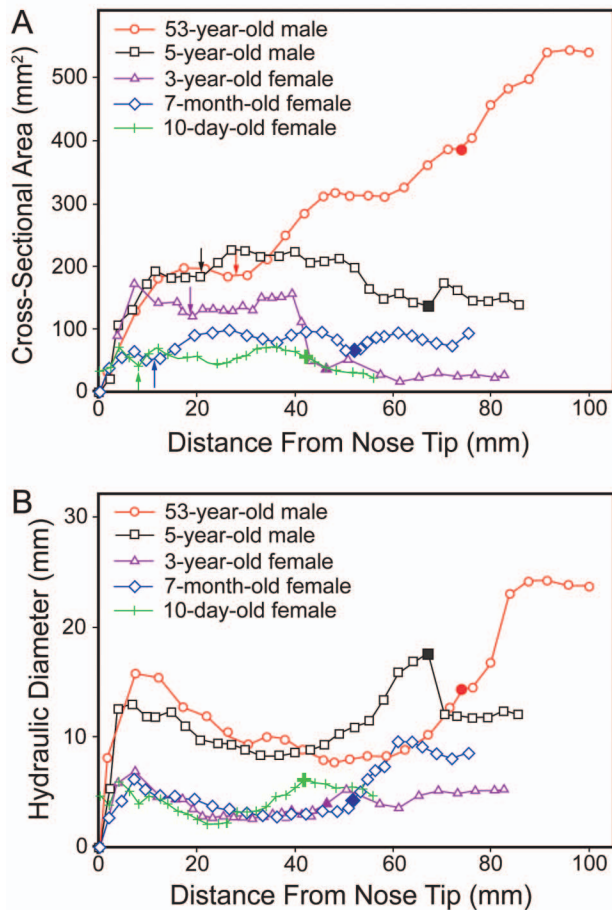 A
53-year-old male
5-year-old male
3-year-old female
7-month-old female
10-day-old female
500
400
300
200
100
0
Cross-Sectional Area (mm²)
0 20 40 60 80 100
Distance From Nose Tip (mm)
B
53-year-old male
5-year-old male
3-year-old female
7-month-old female
10-day-old female
30
20
10
0
Hydraulic Diameter (mm)
0 20 40 60 80 100
Distance From Nose Tip (mm)